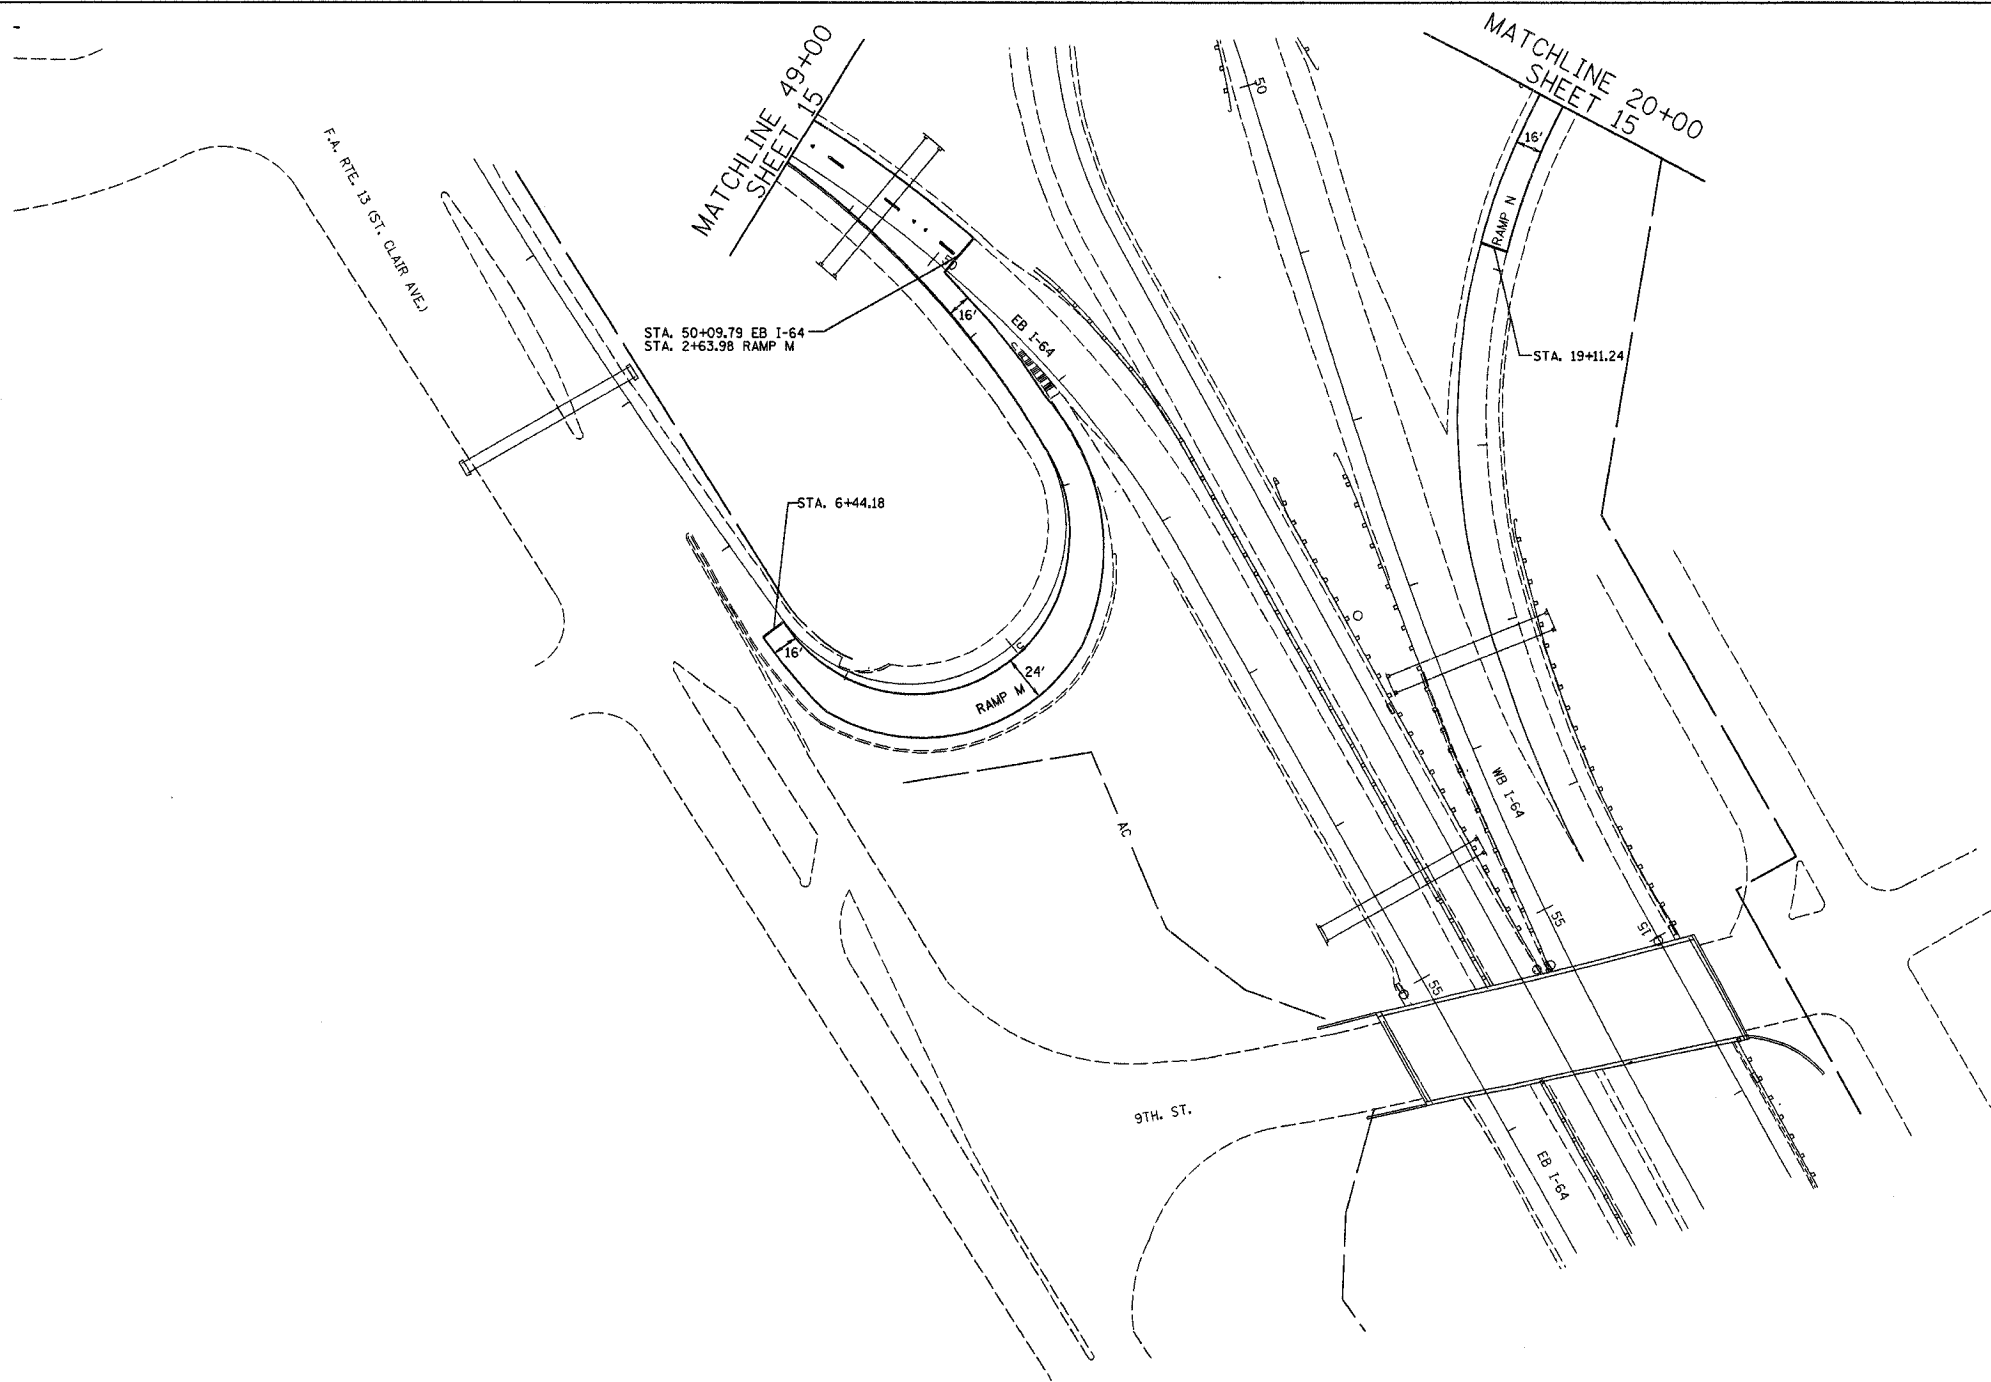 MATCHLINE 49+00
SHEET 15
MATCHLINE 20+00
SHEET 15
F.A. RTE. 13 (ST. CLAIR AVE.)
50
16'
RAMP N
50
STA. 50+09.79 EB I-64
STA. 2+63.98 RAMP M
16'
EB I-64
STA. 19+11.24
STA. 6+44.18
16'
5
24'
RAMP M
WB I-64
AC
55
15
55
9TH. ST.
EB I-64